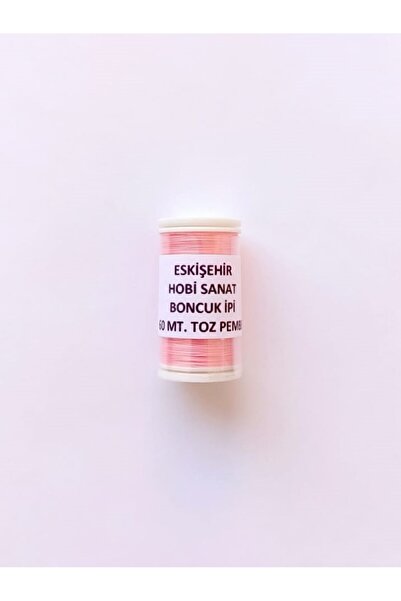 ESKİŞEHİR
HOBİ SANAT
BONCUK İPİ
60 MT. TOZ PEMB